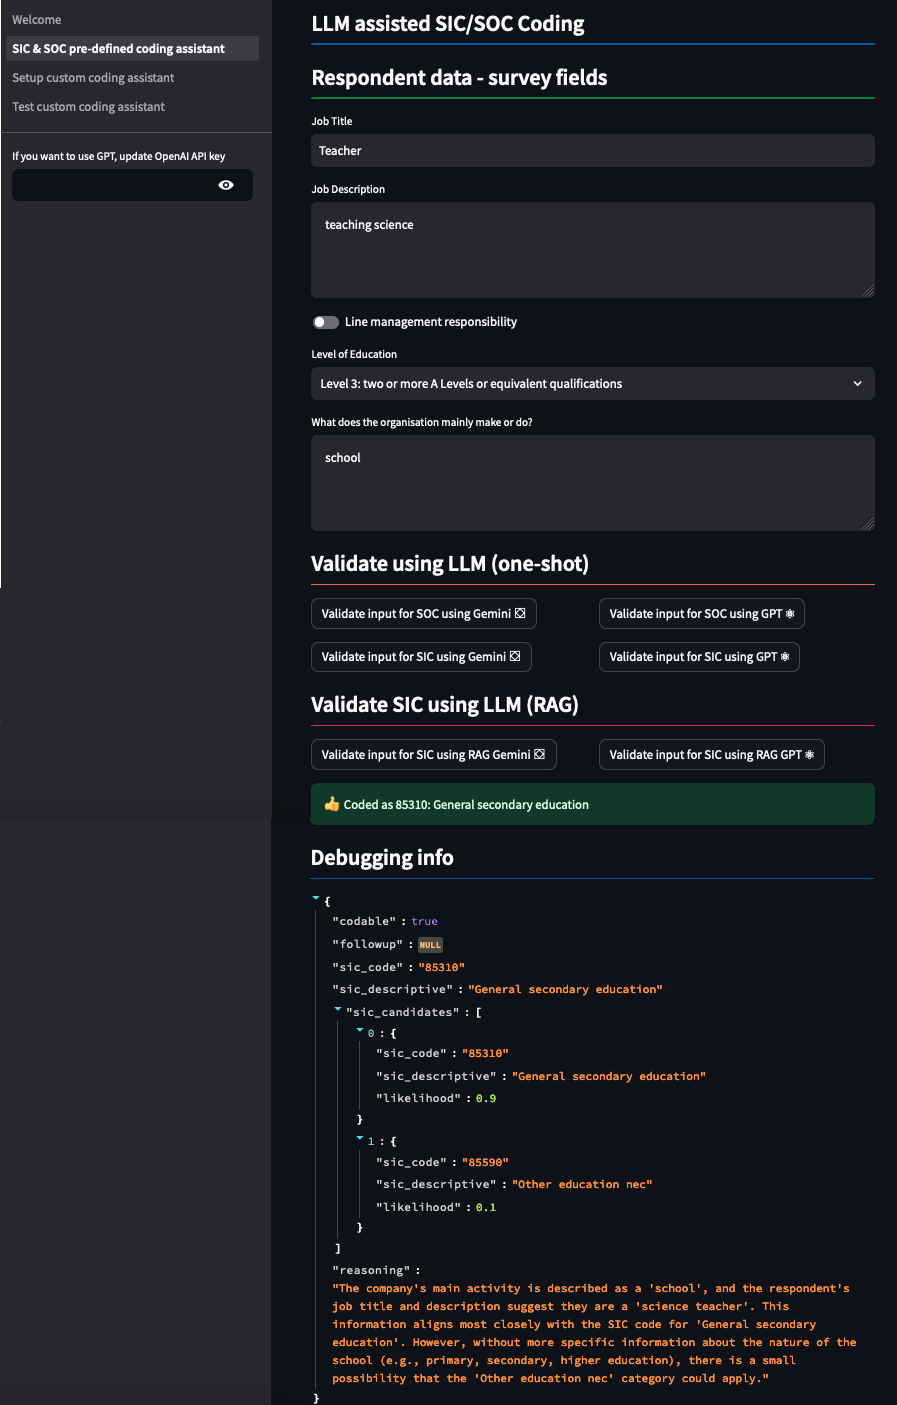 Welcome
SIC & SOC pre-defined coding assistant
Setup custom coding assistant
Test custom coding assistant
If you want to use GPT, update OpenAI API key
LLM assisted SIC/SOC Coding
Respondent data - survey fields
Job Title
Teacher
Job Description
teaching science
Line management responsibility
Level of Education
Level 3: two or more A Levels or equivalent qualifications
What does the organisation mainly make or do?
school
Validate using LLM (one-shot)
Validate input for SOC using Gemini
Validate input for SOC using GPT
Validate input for SIC using Gemini
Validate input for SIC using GPT
Validate SIC using LLM (RAG)
Validate input for SIC using RAG Gemini
Validate input for SIC using RAG GPT
👍 Coded as 85310: General secondary education
Debugging info
{
"codable" : true
"followup" : NULL
"sic_code" : "85310"
"sic_descriptive" : "General secondary education"
"sic_candidates" : [
0 : {
"sic_code" : "85310"
"sic_descriptive" : "General secondary education"
"likelihood" : 0.9
}
1 : {
"sic_code" : "85590"
"sic_descriptive" : "Other education nec"
"likelihood" : 0.1
}
]
"reasoning" :
"The company's main activity is described as a 'school', and the respondent's
job title and description suggest they are a 'science teacher'. This
information aligns most closely with the SIC code for 'General secondary
education'. However, without more specific information about the nature of the
school (e.g., primary, secondary, higher education), there is a small
possibility that the 'Other education nec' category could apply."
}